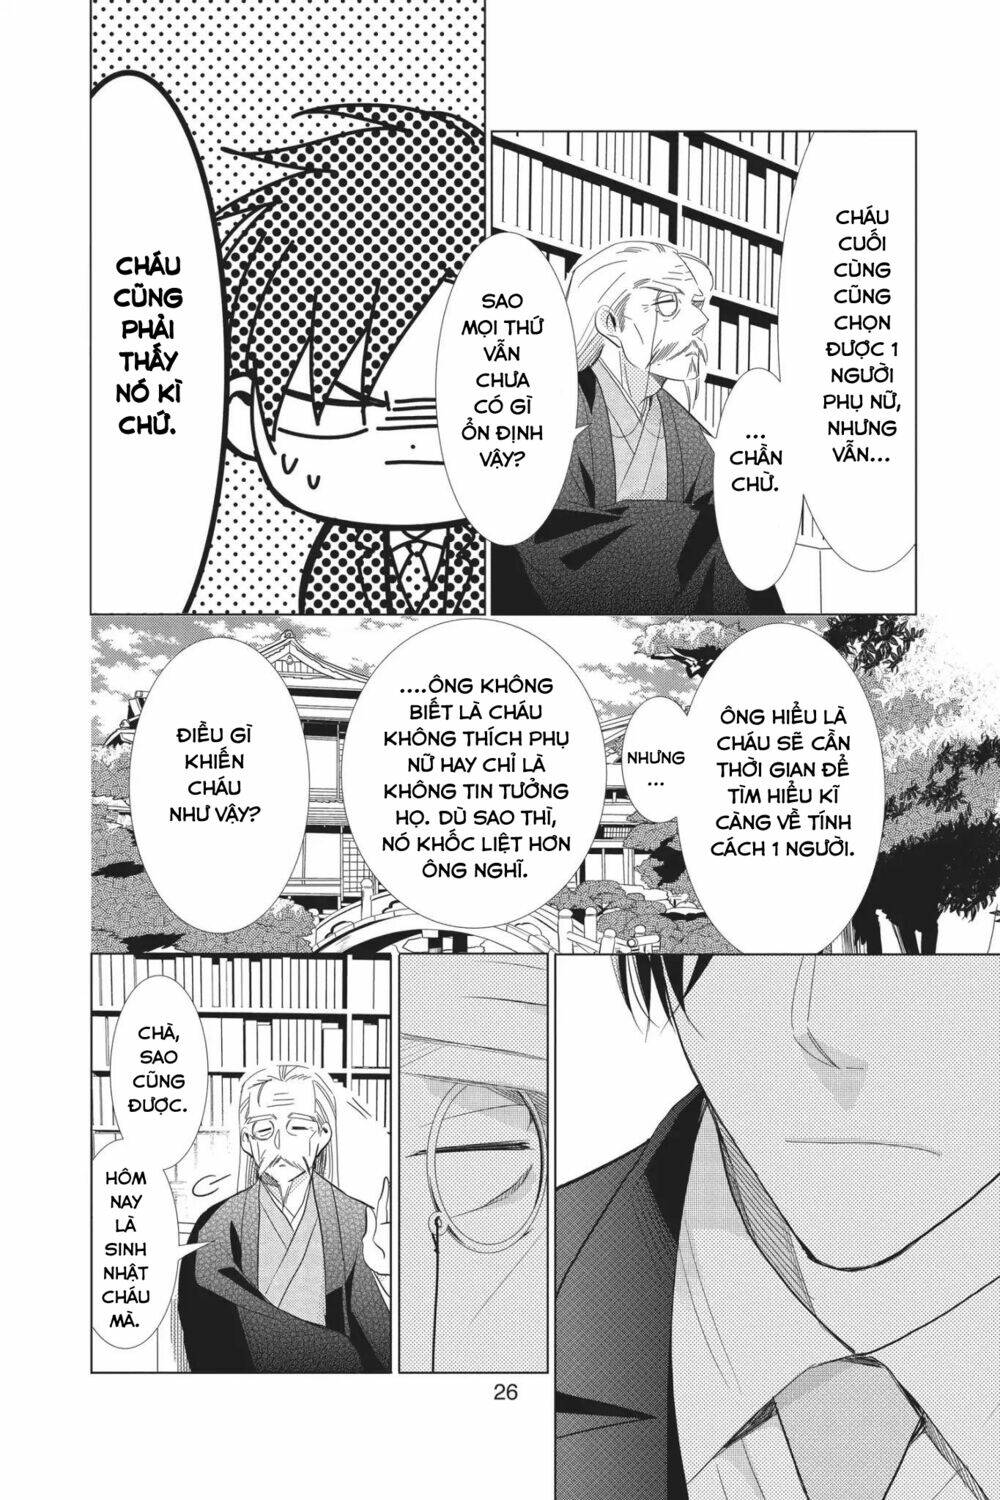 CHÁU
CUỐI
CÙNG
CŨNG
CHỌN
ĐƯỢC 1
NGƯỜI
PHỤ NỮ,
NHƯNG
VẪN...
...
CHẦN
CHỪ.
SAO
MỌI THỨ
VẪN
CHƯA
CÓ GÌ
ỔN ĐỊNH
VẬY?
CHÁU
CŨNG
PHẢI
THẤY
NÓ KÌ
CHỨ.
ÔNG HIỂU LÀ
CHÁU SẼ CẦN
THỜI GIAN ĐỂ
TÌM HIỂU KĨ
CÀNG VỀ TÍNH
CÁCH 1 NGƯỜI.
NHƯNG
...
....ÔNG KHÔNG
BIẾT LÀ CHÁU
KHÔNG THÍCH PHỤ
NỮ HAY CHỈ LÀ
KHÔNG TIN TƯỞNG
HỌ. DÙ SAO THÌ,
NÓ KHỐC LIỆT HƠN
ÔNG NGHĨ.
ĐIỀU GÌ
KHIẾN
CHÁU
NHƯ VẬY?
CHÀ,
SAO
CŨNG
ĐƯỢC.
HÔM
NAY
LÀ
SINH
NHẬT
CHÁU
MÀ.
26